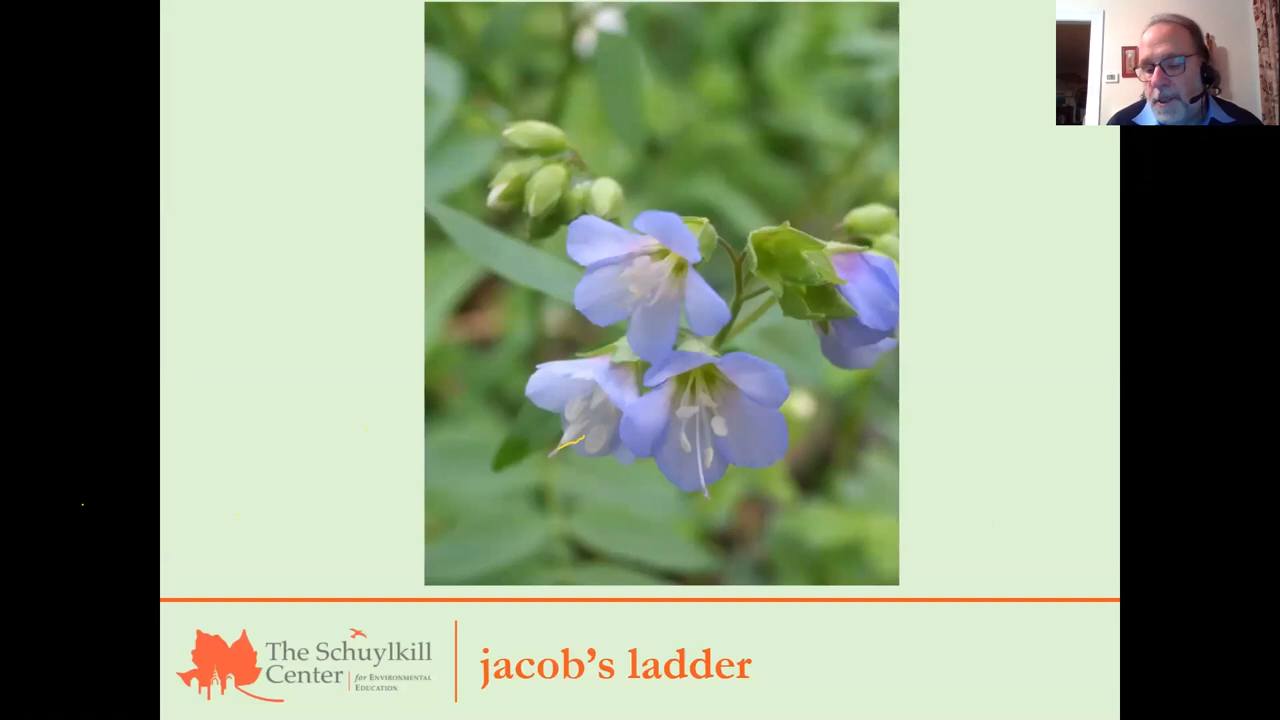 The Schuylkill
Center for Environmental
Education
jacob's ladder